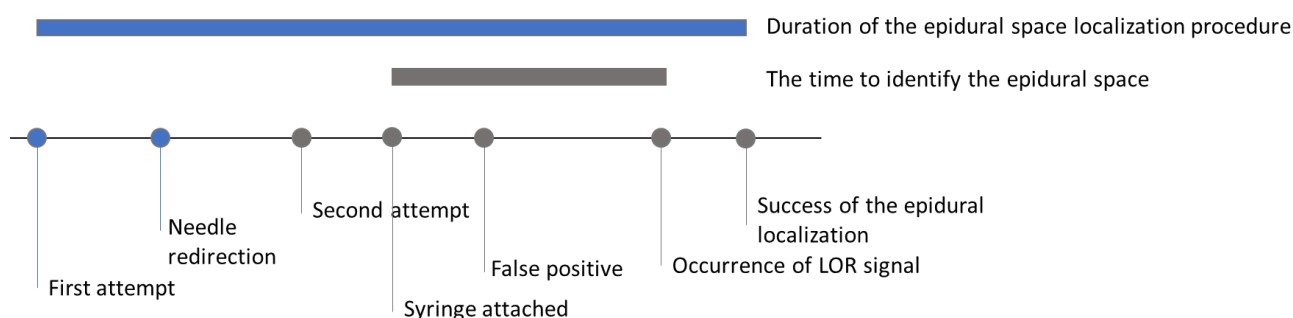 Duration of the epidural space localization procedure
The time to identify the epidural space
Second attempt
Success of the epidural
localization
Needle
redirection
False positive
Occurrence of LOR signal
First attempt
Syringe attached